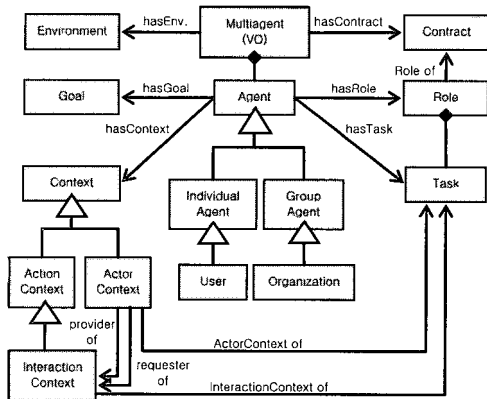 Environment
hasEnv.
Multiagent
(VO)
hasContract
Contract
Goal
hasGoal
Agent
hasRole
Role of
Role
hasContext
hasTask
Context
Individual
Agent
Group
Agent
Task
Action
Context
Actor
Context
User
Organization
provider
of
requester
of
ActorContext of
Interaction
Context
InteractionContext of